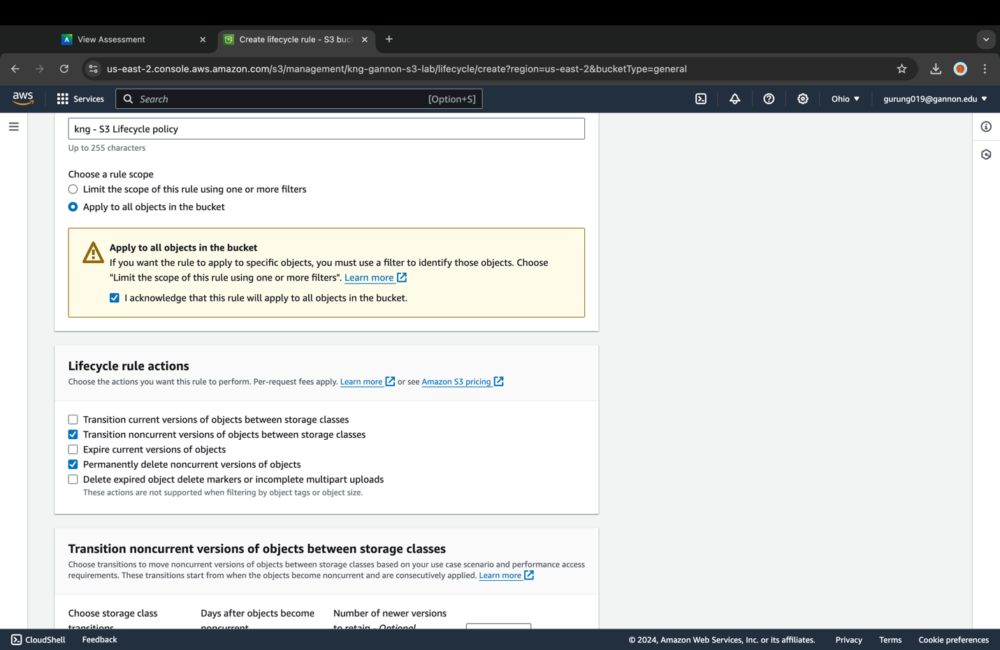 View Assessment
Create lifecycle rule - S3 buc
us-east-2.console.aws.amazon.com/s3/management/kng-gannon-s3-lab/lifecycle/create?region=us-east-2&bucketType=general
aws
Services
Search
[Option+S]
Ohio
gurung019@gannon.edu
kng - S3 Lifecycle policy
Up to 255 characters
Choose a rule scope
Limit the scope of this rule using one or more filters
Apply to all objects in the bucket
Apply to all objects in the bucket
If you want the rule to apply to specific objects, you must use a filter to identify those objects. Choose
"Limit the scope of this rule using one or more filters". Learn more
I acknowledge that this rule will apply to all objects in the bucket.
Lifecycle rule actions
Choose the actions you want this rule to perform. Per-request fees apply. Learn more or see Amazon S3 pricing
Transition current versions of objects between storage classes
Transition noncurrent versions of objects between storage classes
Expire current versions of objects
Permanently delete noncurrent versions of objects
Delete expired object delete markers or incomplete multipart uploads
These actions are not supported when filtering by object tags or object size.
Transition noncurrent versions of objects between storage classes
Choose transitions to move noncurrent versions of objects between storage classes based on your use case scenario and performance access
requirements. These transitions start from when the objects become noncurrent and are consecutively applied. Learn more
Choose storage class
transitions
Days after objects become
noncurrent
Number of newer versions
to retain - Optional
CloudShell
Feedback
© 2024, Amazon Web Services, Inc. or its affiliates.
Privacy
Terms
Cookie preferences